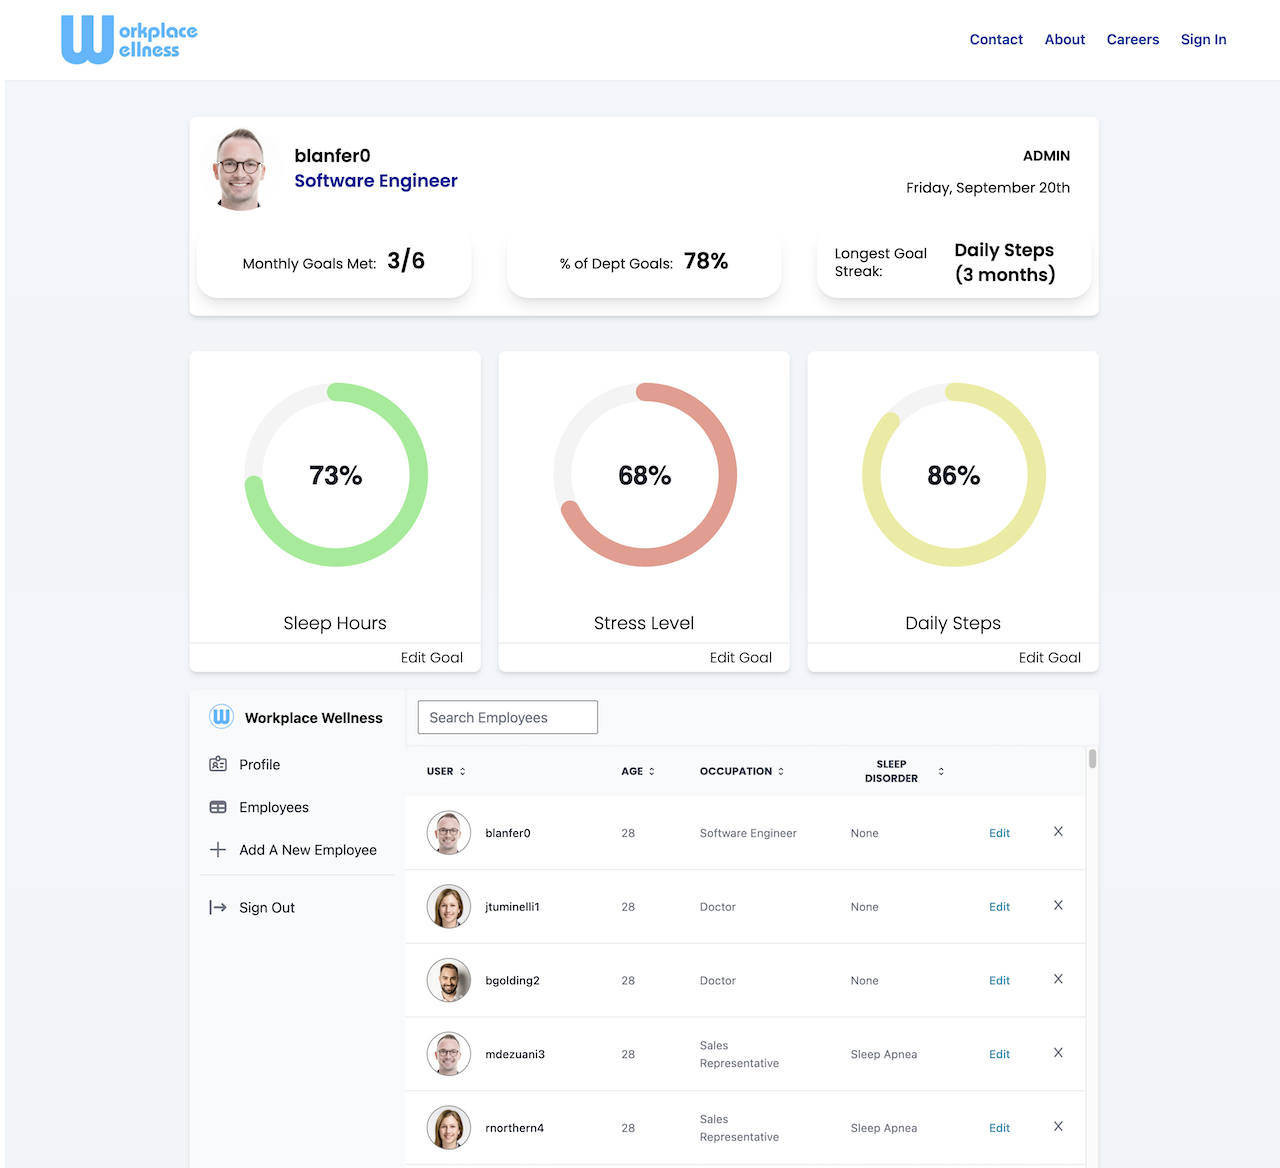 Workplace
Wellness
Contact
About
Careers
Sign In
blanfer0
Software Engineer
ADMIN
Friday, September 20th
Monthly Goals Met: 3/6
% of Dept Goals: 78%
Longest Goal
Streak:
Daily Steps
(3 months)
73%
Sleep Hours
Edit Goal
68%
Stress Level
Edit Goal
86%
Daily Steps
Edit Goal
W Workplace Wellness
Profile
Employees
Add A New Employee
Sign Out
Search Employees
USER AGE OCCUPATION SLEEP
DISORDER
blanfer0 28 Software Engineer None Edit X
jtuminelli1 28 Doctor None Edit X
bgolding2 28 Doctor None Edit X
mdezuani3 28 Sales
Representative Sleep Apnea Edit X
rnorthern4 28 Sales
Representative Sleep Apnea Edit X